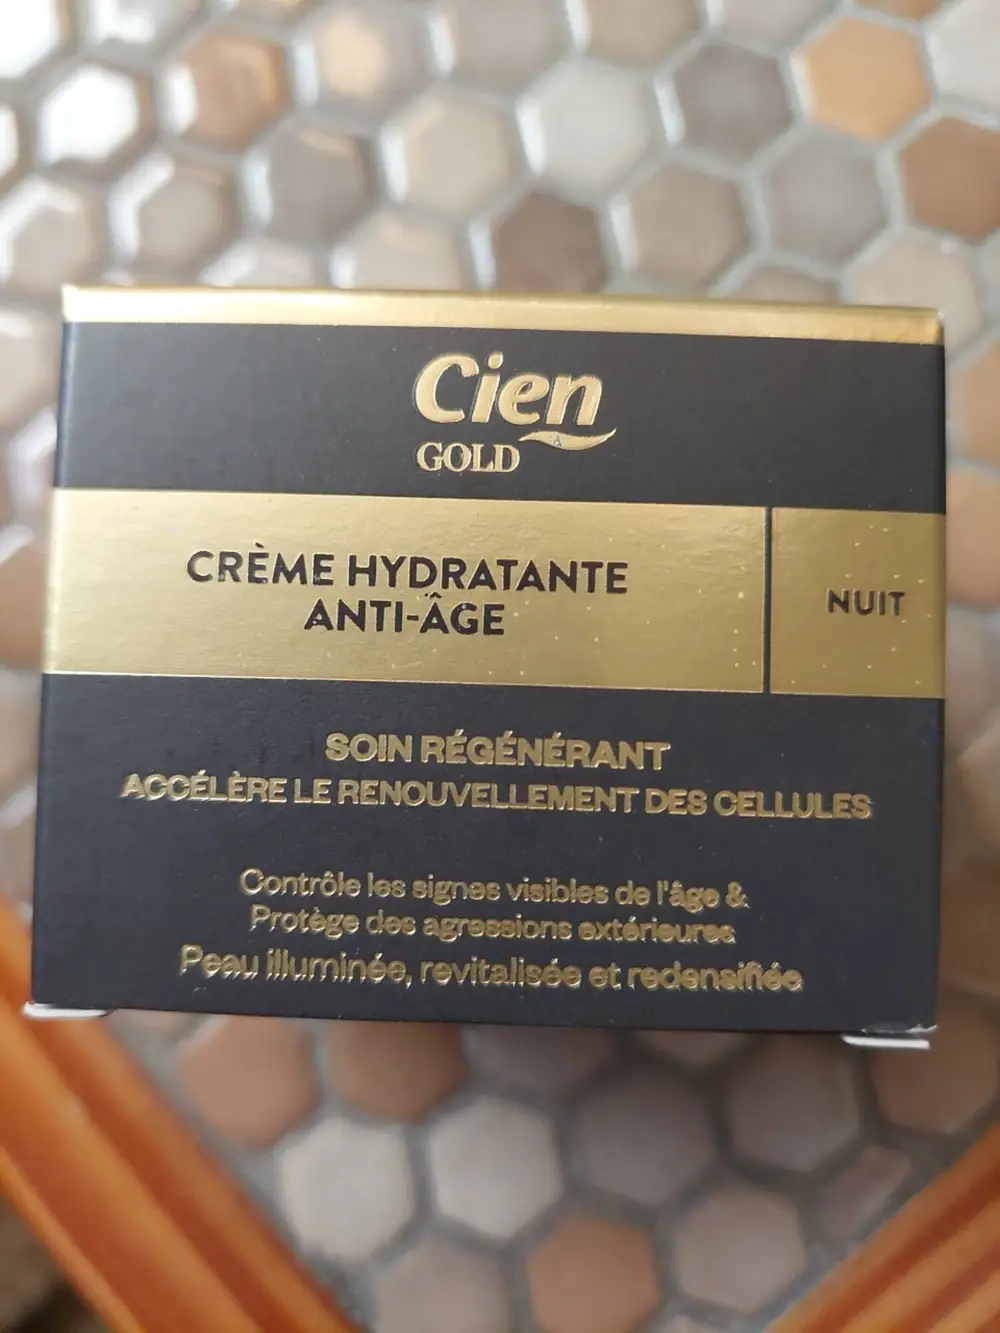 Cien
GOLD
CRÈME HYDRATANTE
ANTI-ÂGE
NUIT
SOIN RÉGÉNÉRANT
ACCÉLÈRE LE RENOUVELLEMENT DES CELLULES
Contrôle les signes visibles de l'âge &
Protège des agressions extérieures
Peau illuminée, revitalisée et redensifiée